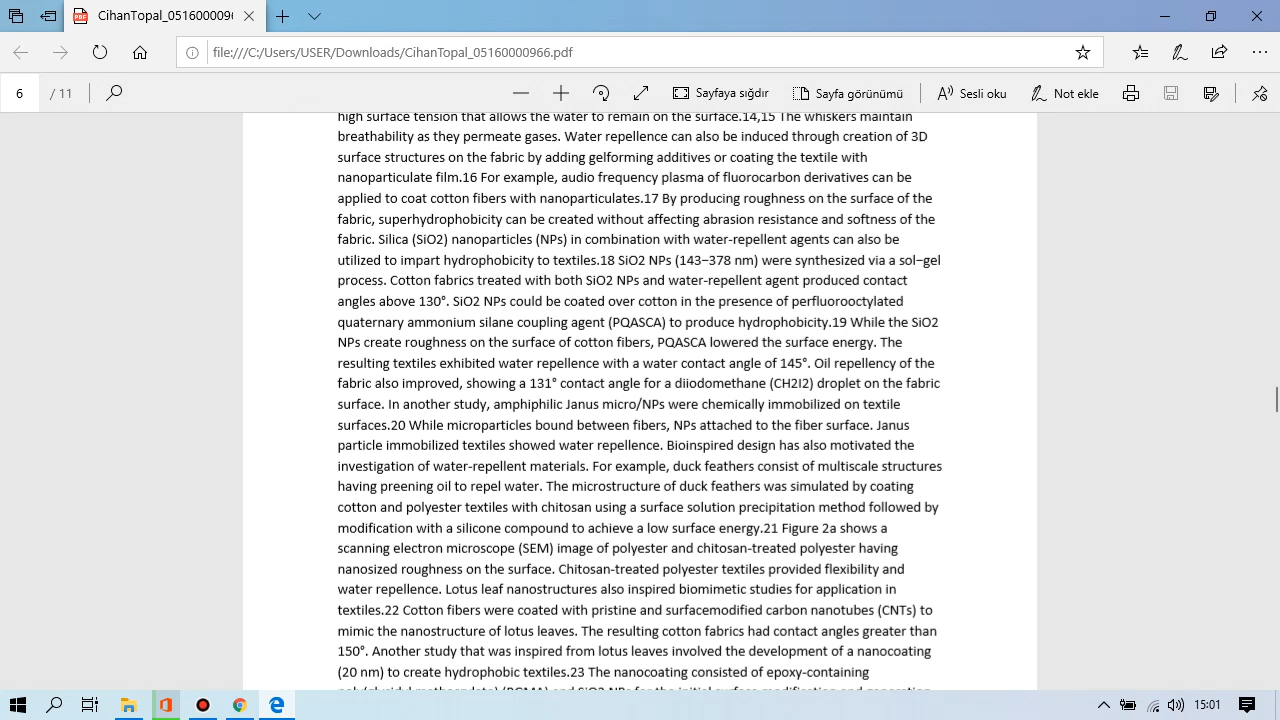 CihanTopal_0516000096
file:///C:/Users/USER/Downloads/CihanTopal_05160000966.pdf
6 / 11
Sayfaya sığdır
Sayfa görünümü
Sesli oku
Not ekle
high surface tension that allows the water to remain on the surface.14,15 The whiskers maintain
breathability as they permeate gases. Water repellence can also be induced through creation of 3D
surface structures on the fabric by adding gelforming additives or coating the textile with
nanoparticulate film.16 For example, audio frequency plasma of fluorocarbon derivatives can be
applied to coat cotton fibers with nanoparticulates.17 By producing roughness on the surface of the
fabric, superhydrophobicity can be created without affecting abrasion resistance and softness of the
fabric. Silica (SiO2) nanoparticles (NPs) in combination with water-repellent agents can also be
utilized to impart hydrophobicity to textiles.18 SiO2 NPs (143−378 nm) were synthesized via a sol−gel
process. Cotton fabrics treated with both SiO2 NPs and water-repellent agent produced contact
angles above 130°. SiO2 NPs could be coated over cotton in the presence of perfluorooctylated
quaternary ammonium silane coupling agent (PQASCA) to produce hydrophobicity.19 While the SiO2
NPs create roughness on the surface of cotton fibers, PQASCA lowered the surface energy. The
resulting textiles exhibited water repellence with a water contact angle of 145°. Oil repellency of the
fabric also improved, showing a 131° contact angle for a diiodomethane (CH2I2) droplet on the fabric
surface. In another study, amphiphilic Janus micro/NPs were chemically immobilized on textile
surfaces.20 While microparticles bound between fibers, NPs attached to the fiber surface. Janus
particle immobilized textiles showed water repellence. Bioinspired design has also motivated the
investigation of water-repellent materials. For example, duck feathers consist of multiscale structures
having preening oil to repel water. The microstructure of duck feathers was simulated by coating
cotton and polyester textiles with chitosan using a surface solution precipitation method followed by
modification with a silicone compound to achieve a low surface energy.21 Figure 2a shows a
scanning electron microscope (SEM) image of polyester and chitosan-treated polyester having
nanosized roughness on the surface. Chitosan-treated polyester textiles provided flexibility and
water repellence. Lotus leaf nanostructures also inspired biomimetic studies for application in
textiles.22 Cotton fibers were coated with pristine and surfacemodified carbon nanotubes (CNTs) to
mimic the nanostructure of lotus leaves. The resulting cotton fabrics had contact angles greater than
150°. Another study that was inspired from lotus leaves involved the development of a nanocoating
(20 nm) to create hydrophobic textiles.23 The nanocoating consisted of epoxy-containing
15:01